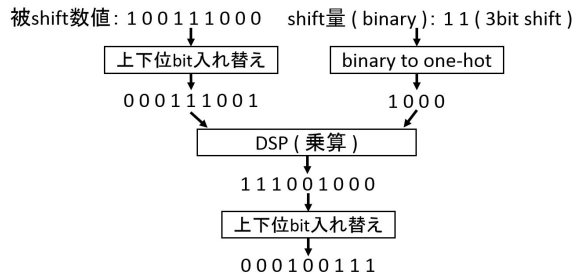 被shift数値: 1 0 0 1 1 1 0 0 0 shift量 ( binary ): 1 1 ( 3bit shift )
上下位bit入れ替え binary to one-hot
0 0 0 1 1 1 0 0 1 1 0 0 0
DSP ( 乗算 )
1 1 1 0 0 1 0 0 0
上下位bit入れ替え
0 0 0 1 0 0 1 1 1